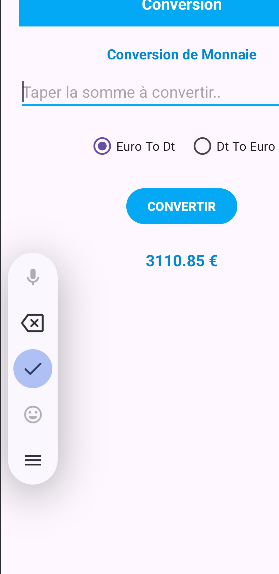 Conversion
Conversion de Monnaie
Taper la somme à convertir..
Euro To Dt
Dt To Euro
CONVERTIR
3110.85 €